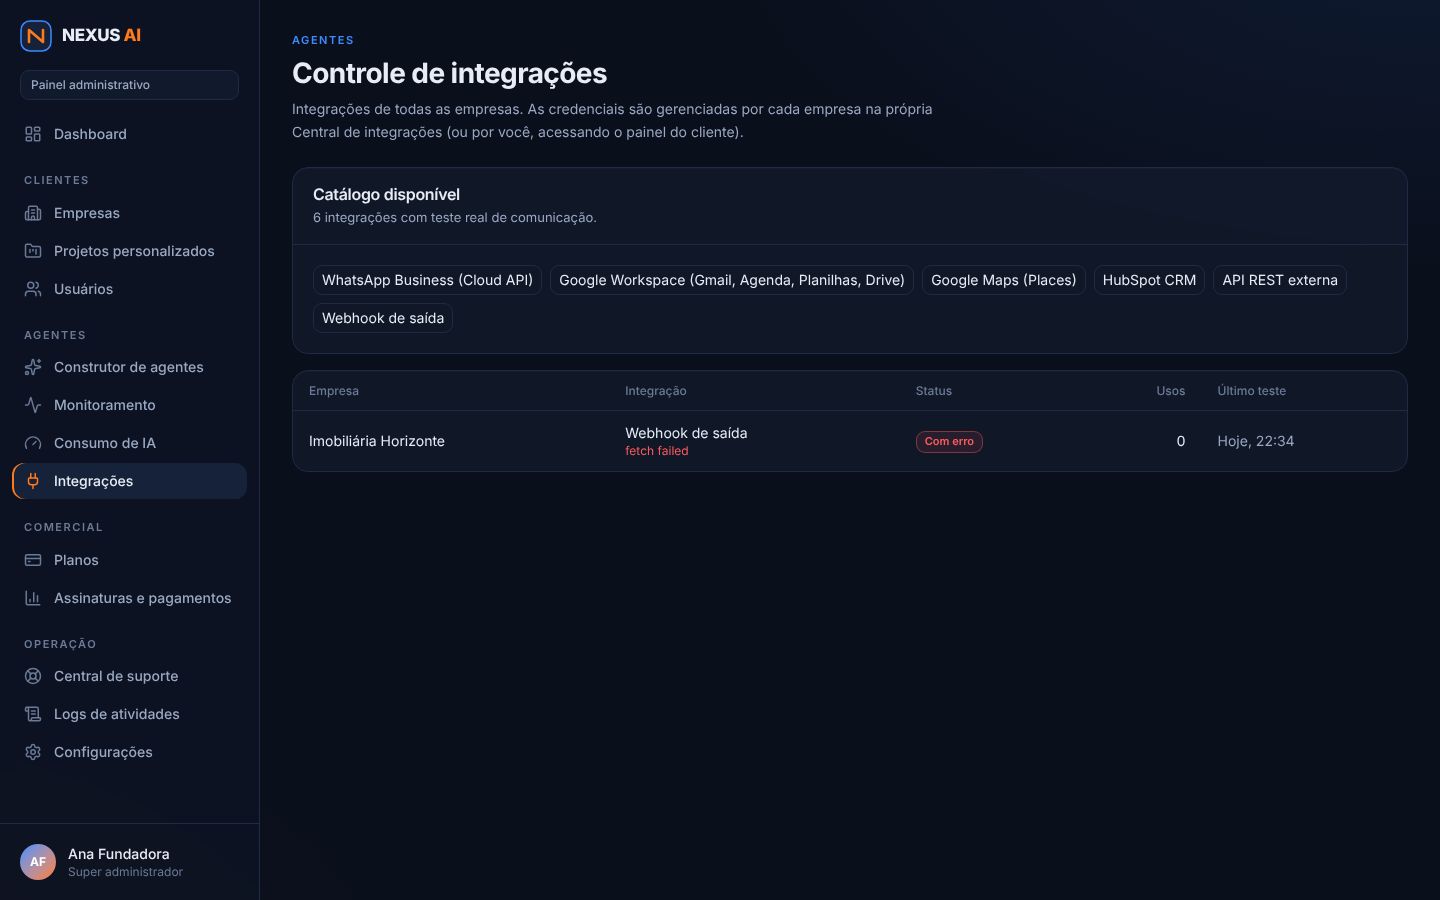 NEXUS AI
Painel administrativo
Dashboard
CLIENTES
Empresas
Projetos personalizados
Usuários
AGENTES
Construtor de agentes
Monitoramento
Consumo de IA
Integrações
COMERCIAL
Planos
Assinaturas e pagamentos
OPERAÇÃO
Central de suporte
Logs de atividades
Configurações
AF
Ana Fundadora
Super administrador
AGENTES
Controle de integrações
Integrações de todas as empresas. As credenciais são gerenciadas por cada empresa na própria
Central de integrações (ou por você, acessando o painel do cliente).
Catálogo disponível
6 integrações com teste real de comunicação.
WhatsApp Business (Cloud API) Google Workspace (Gmail, Agenda, Planilhas, Drive) Google Maps (Places) HubSpot CRM API REST externa
Webhook de saída
Empresa Integração Status Usos Último teste
Imobiliária Horizonte Webhook de saída Com erro 0 Hoje, 22:34
fetch failed